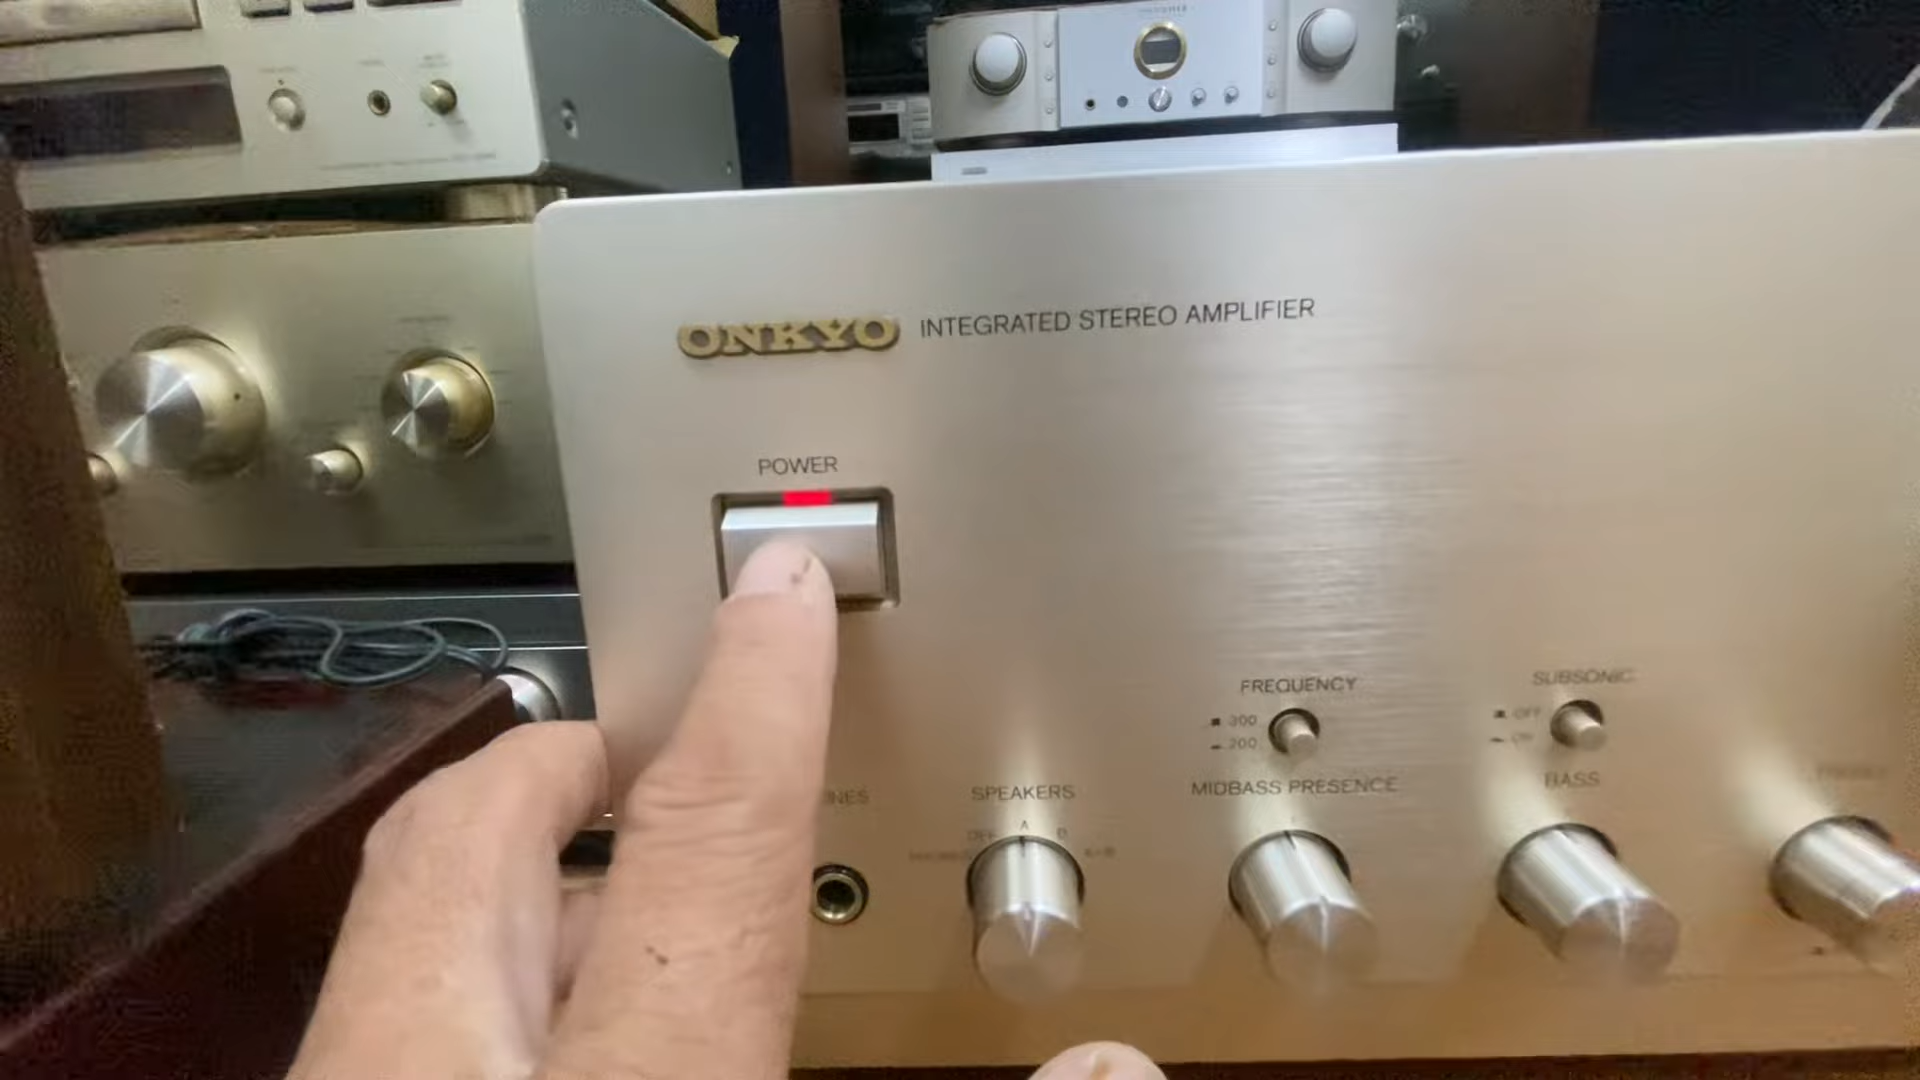 ONKYO INTEGRATED STEREO AMPLIFIER
POWER
FREQUENCY
300
200
SUBSONIC
OFF
ON
SPEAKERS
OFF A B A+B
MIDBASS PRESENCE
BASS